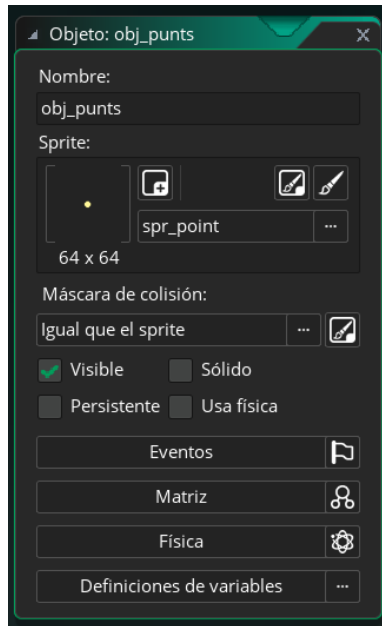 Objeto: obj_punts
Nombre:
obj_punts
Sprite:
spr_point ...
64 x 64
Máscara de colisión:
Igual que el sprite ...
Visible Sólido
Persistente Usa física
Eventos
Matriz
Física
Definiciones de variables ...